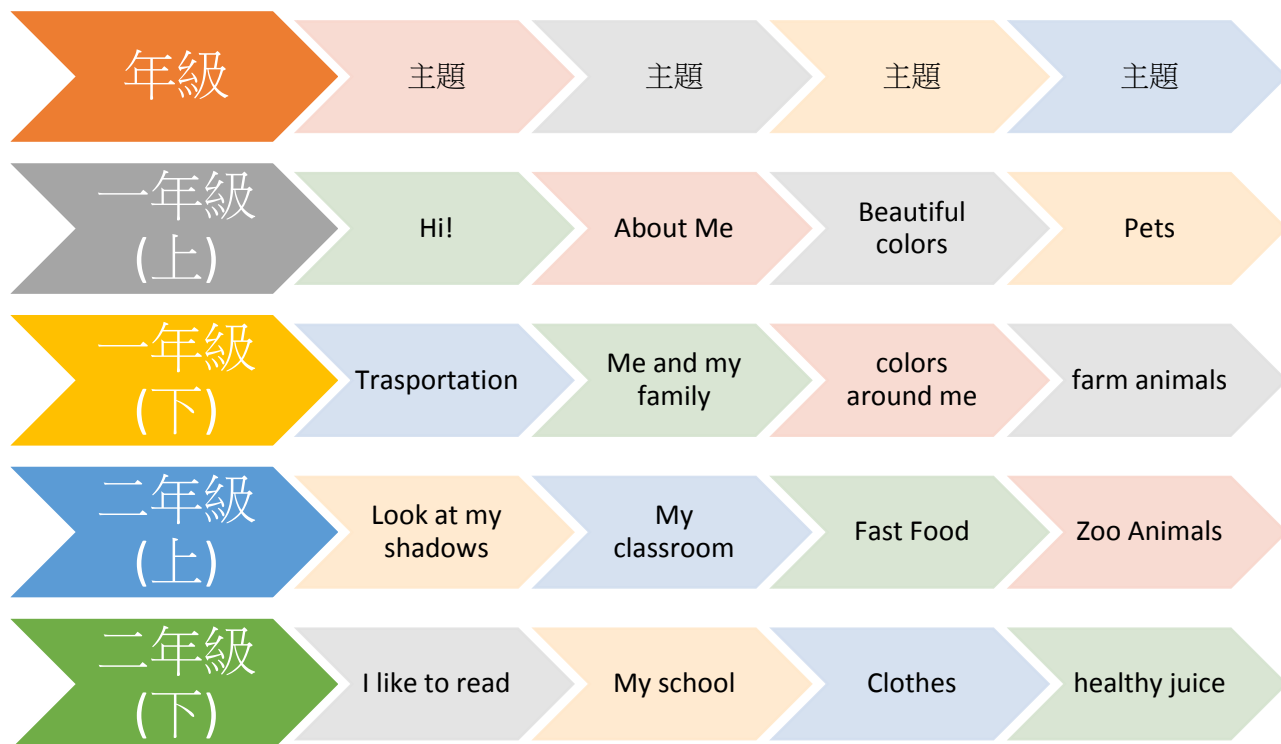 年級
主題
主題
主題
主題
一年級
(上)
Hi!
About Me
Beautiful
colors
Pets
一年級
(下)
Trasportation
Me and my
family
colors
around me
farm animals
二年級
(上)
Look at my
shadows
My
classroom
Fast Food
Zoo Animals
二年級
(下)
I like to read
My school
Clothes
healthy juice